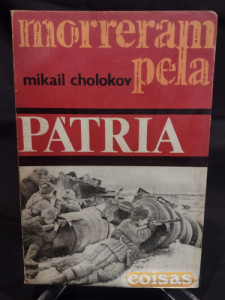 morreram
pela
mikail cholokov
PÁTRIA
coisas